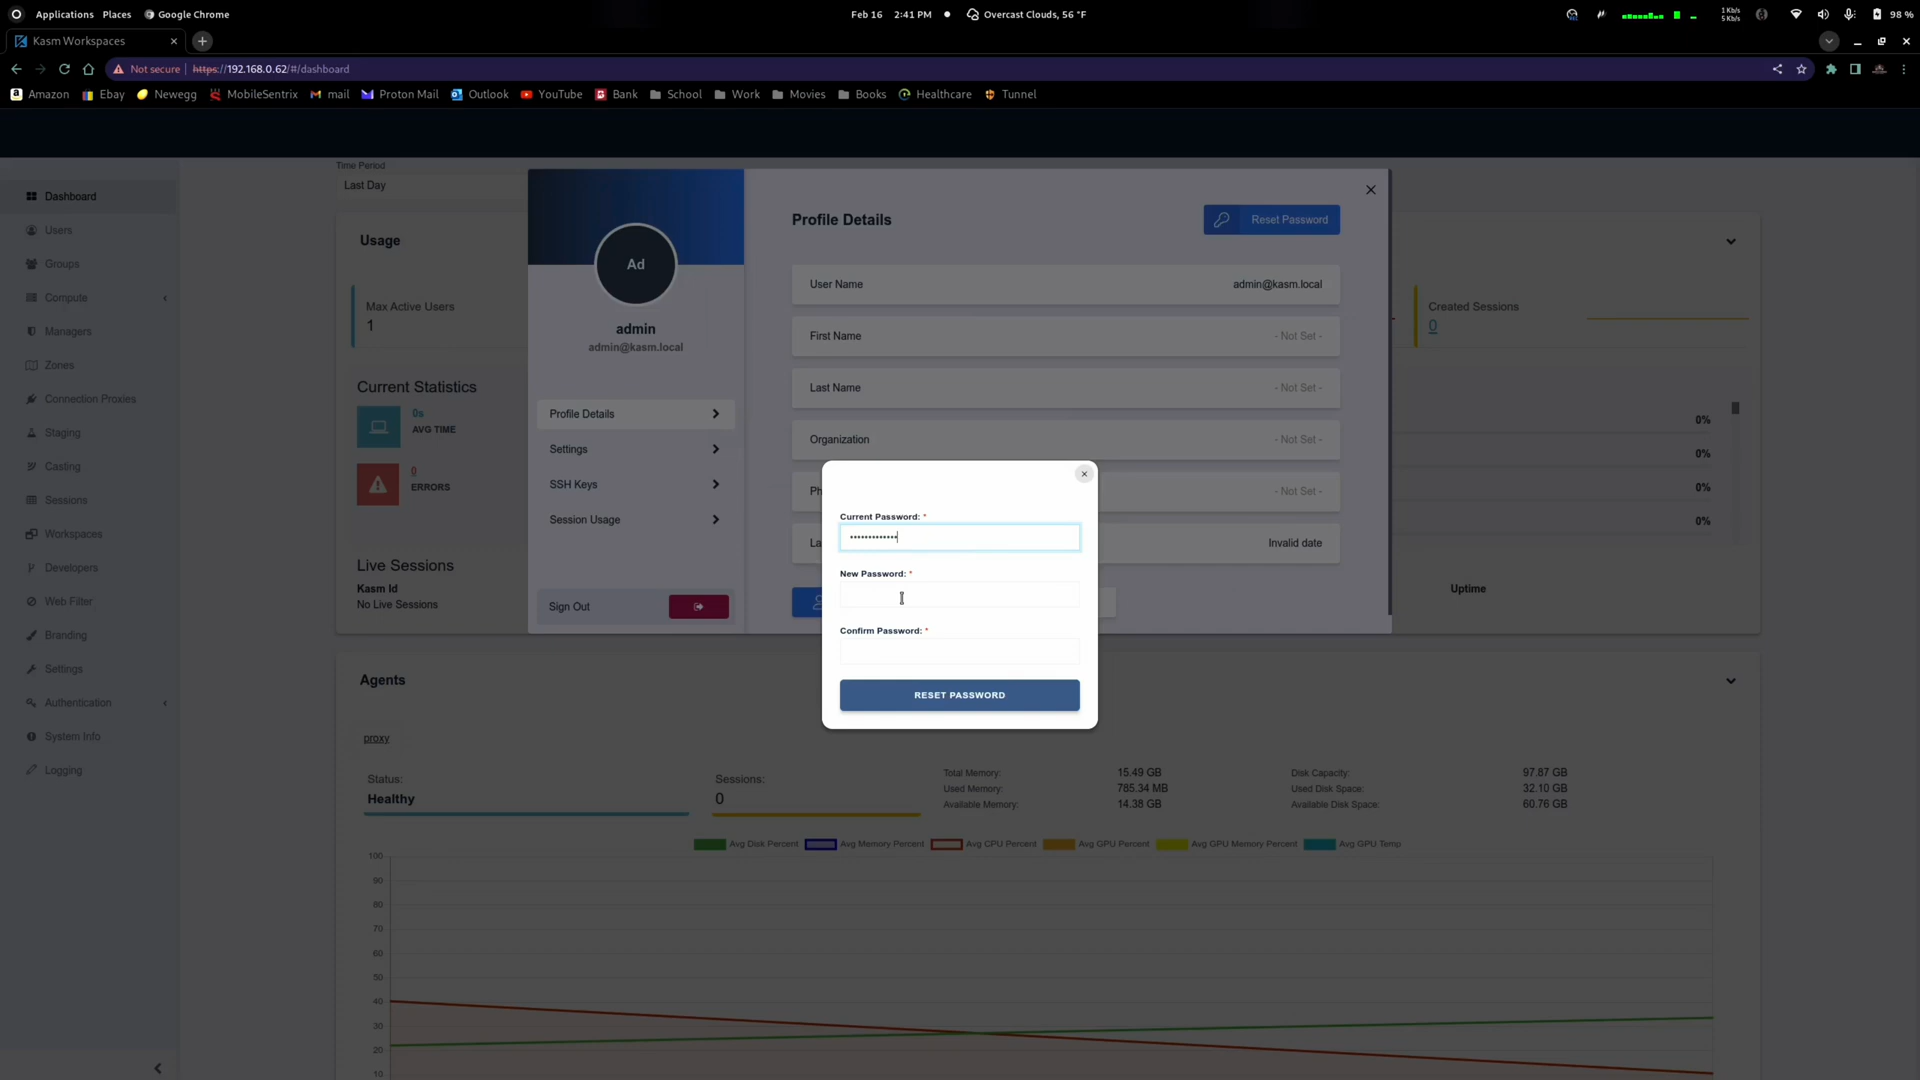 Applications Places Google Chrome
Feb 16 2:41 PM Overcast Clouds, 56 °F
1 Kb/s
5 Kb/s
98 %
Kasm Workspaces
Not secure https://192.168.0.62/#/dashboard
Amazon Ebay Newegg MobileSentrix mail Proton Mail Outlook YouTube Bank School Work Movies Books Healthcare Tunnel
Dashboard
Users
Groups
Compute
Managers
Zones
Connection Proxies
Staging
Casting
Sessions
Workspaces
Developers
Web Filter
Branding
Settings
Authentication
System Info
Logging
Time Period
Last Day
Usage
Max Active Users
1
Current Statistics
0s
AVG TIME
0
ERRORS
Live Sessions
Kasm Id
No Live Sessions
Ad
admin
admin@kasm.local
Profile Details
Settings
SSH Keys
Session Usage
Sign Out
Profile Details
Reset Password
User Name admin@kasm.local
First Name - Not Set -
Last Name - Not Set -
Organization - Not Set -
Ph - Not Set -
La Invalid date
Current Password: *
•••••••••••••
New Password: *
Confirm Password: *
RESET PASSWORD
Created Sessions
0
0%
0%
0%
0%
Uptime
Agents
proxy
Status:
Healthy
Sessions:
0
Total Memory: 15.49 GB
Used Memory: 785.34 MB
Available Memory: 14.38 GB
Disk Capacity: 97.87 GB
Used Disk Space: 32.10 GB
Available Disk Space: 60.76 GB
Avg Disk Percent Avg Memory Percent Avg CPU Percent Avg GPU Percent Avg GPU Memory Percent Avg GPU Temp
100
90
80
70
60
50
40
30
20
10